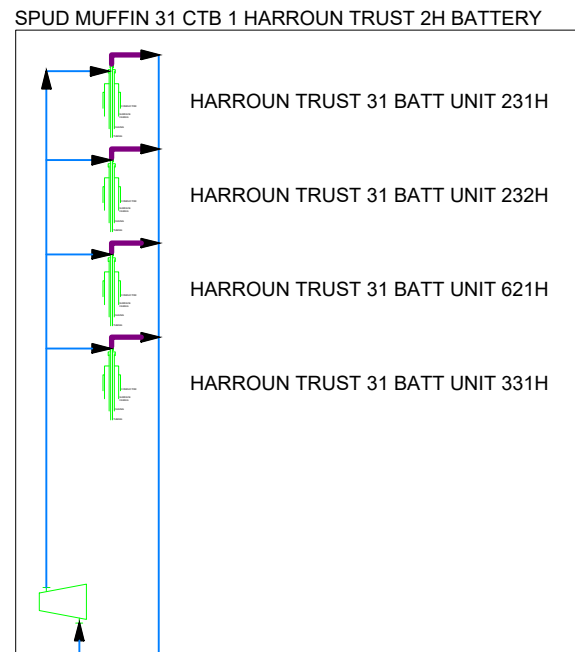 SPUD MUFFIN 31 CTB 1 HARROUN TRUST 2H BATTERY
HARROUN TRUST 31 BATT UNIT 231H
HARROUN TRUST 31 BATT UNIT 232H
HARROUN TRUST 31 BATT UNIT 621H
HARROUN TRUST 31 BATT UNIT 331H